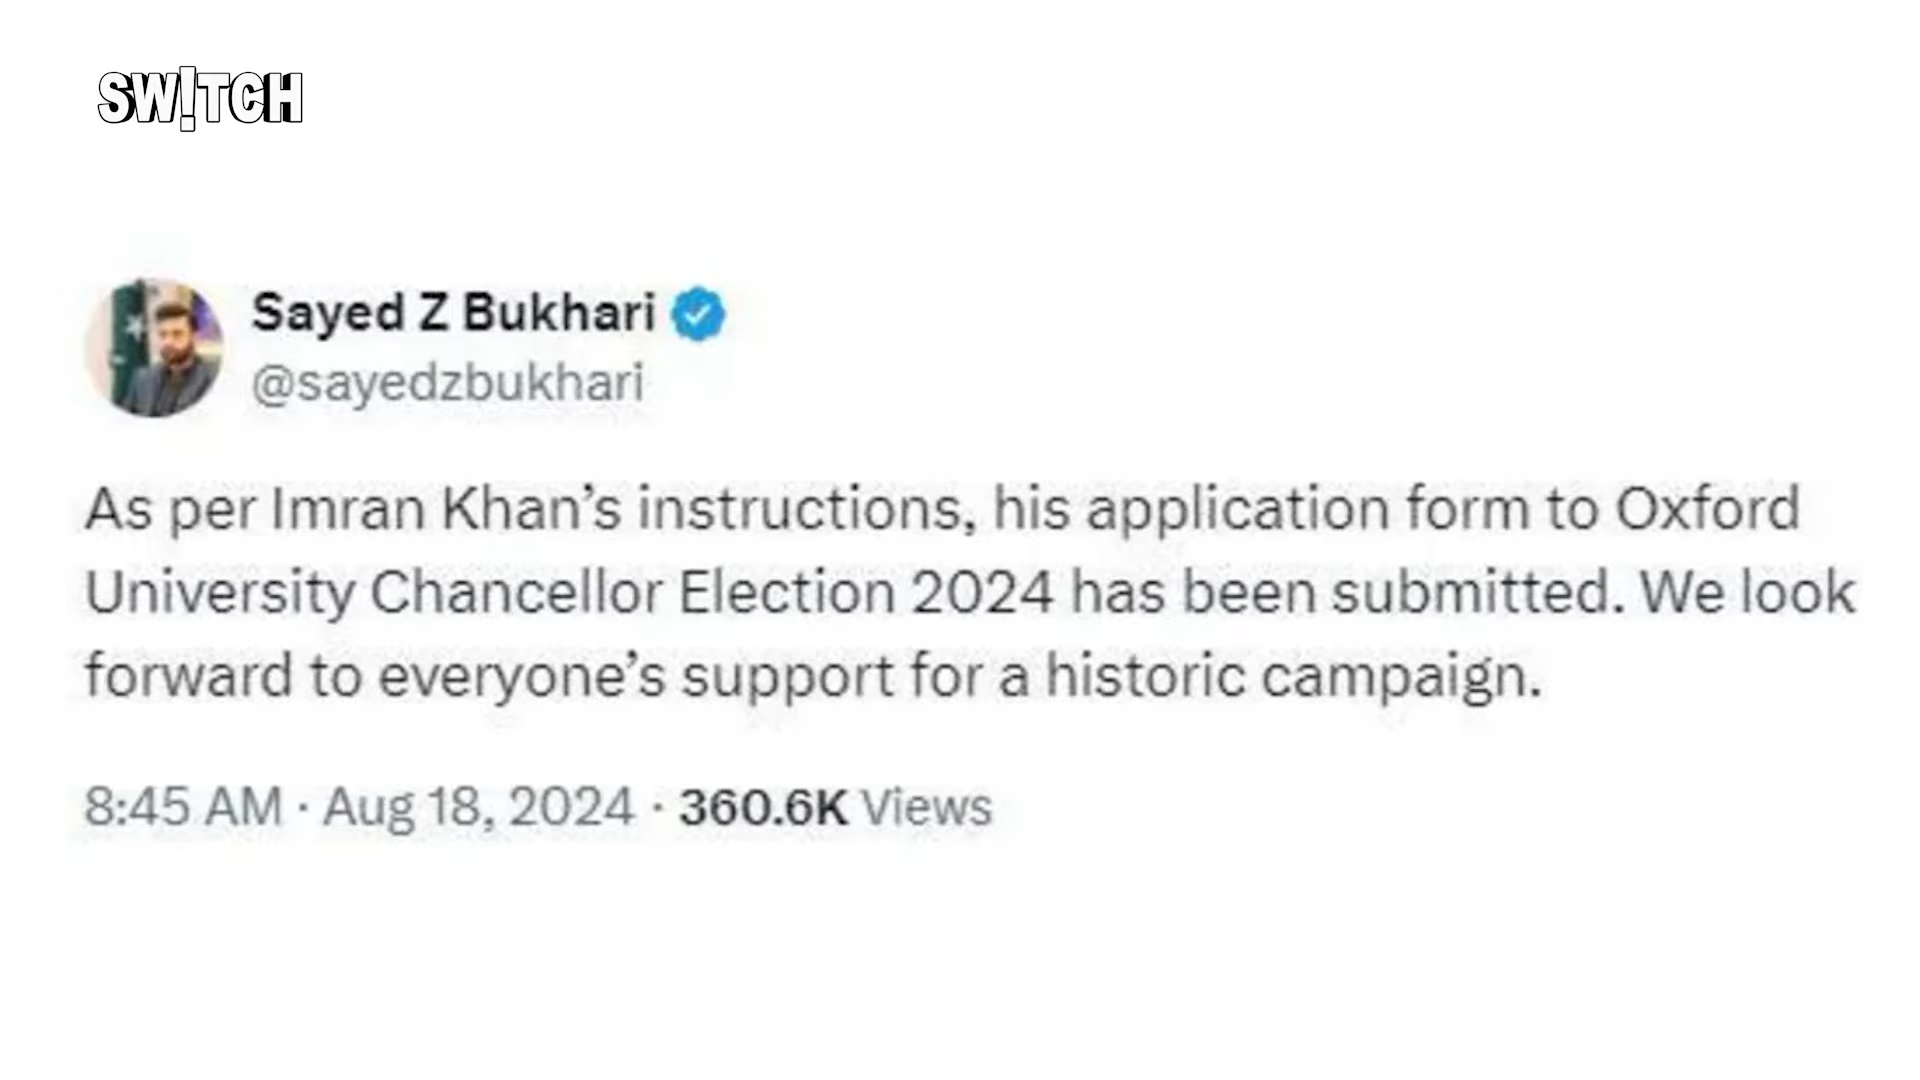 SW!TCH
Sayed Z Bukhari
@sayedzbukhari
As per Imran Khan’s instructions, his application form to Oxford
University Chancellor Election 2024 has been submitted. We look
forward to everyone’s support for a historic campaign.
8:45 AM · Aug 18, 2024 · 360.6K Views